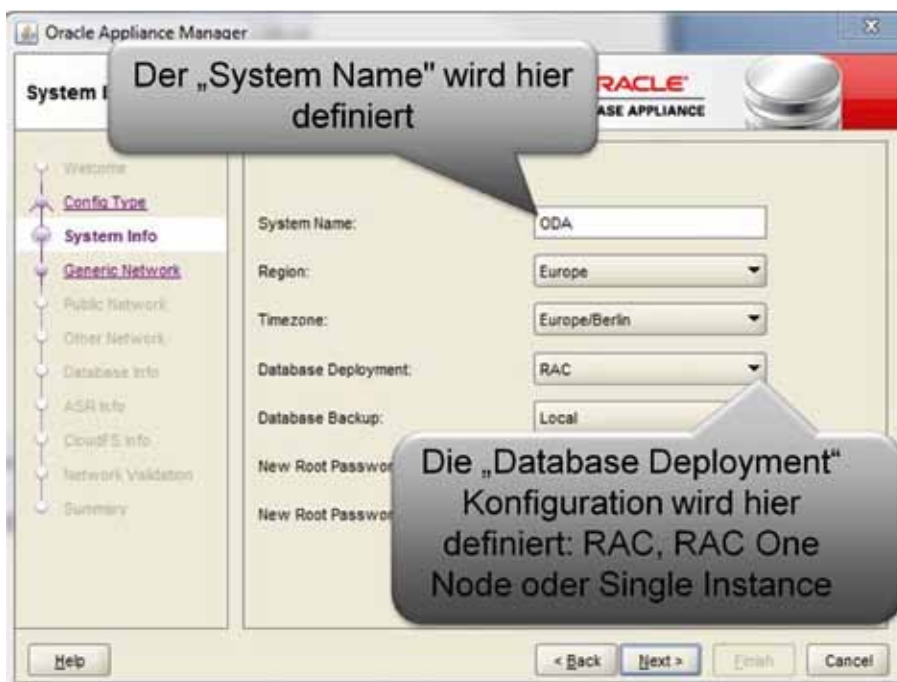 Oracle Appliance Manager
Der „System Name" wird hier
definiert
System I
RACLE
ASE APPLIANCE
Welcome
Config Type
System Info
Generic Network
Public Network
Other Network
Database Info
ASR Info
CloudFS Info
Network Validation
Summary
System Name:
ODA
Region:
Europe
Timezone:
Europe/Berlin
Database Deployment:
RAC
Database Backup:
Local
New Root Passwor
New Root Passwor
Die „Database Deployment“
Konfiguration wird hier
definiert: RAC, RAC One
Node oder Single Instance
Help
< Back
Next >
Finish
Cancel